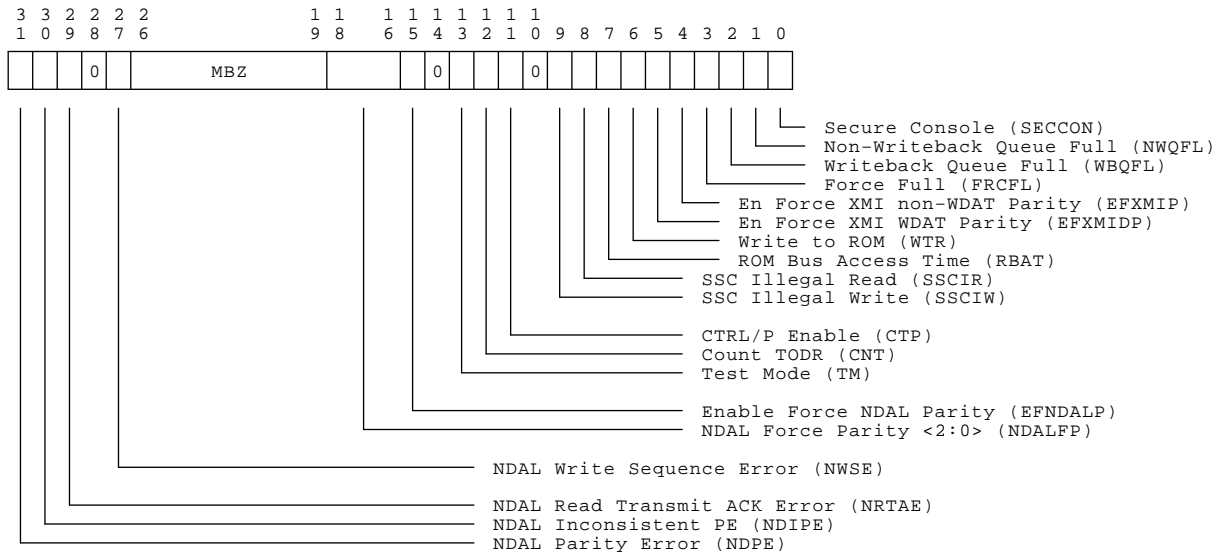 3 3 2 2 2 2 1 1 1 1 1 1 1 1 1
1 0 9 8 7 6 9 8 6 5 4 3 2 1 0 9 8 7 6 5 4 3 2 1 0
0 MBZ 0 0
Secure Console (SECCON)
Non-Writeback Queue Full (NWQFL)
Writeback Queue Full (WBQFL)
Force Full (FRCFL)
En Force XMI non-WDAT Parity (EFXMIP)
En Force XMI WDAT Parity (EFXMIDP)
Write to ROM (WTR)
ROM Bus Access Time (RBAT)
SSC Illegal Read (SSCIR)
SSC Illegal Write (SSCIW)
CTRL/P Enable (CTP)
Count TODR (CNT)
Test Mode (TM)
Enable Force NDAL Parity (EFNDALP)
NDAL Force Parity <2:0> (NDALFP)
NDAL Write Sequence Error (NWSE)
NDAL Read Transmit ACK Error (NRTAE)
NDAL Inconsistent PE (NDIPE)
NDAL Parity Error (NDPE)